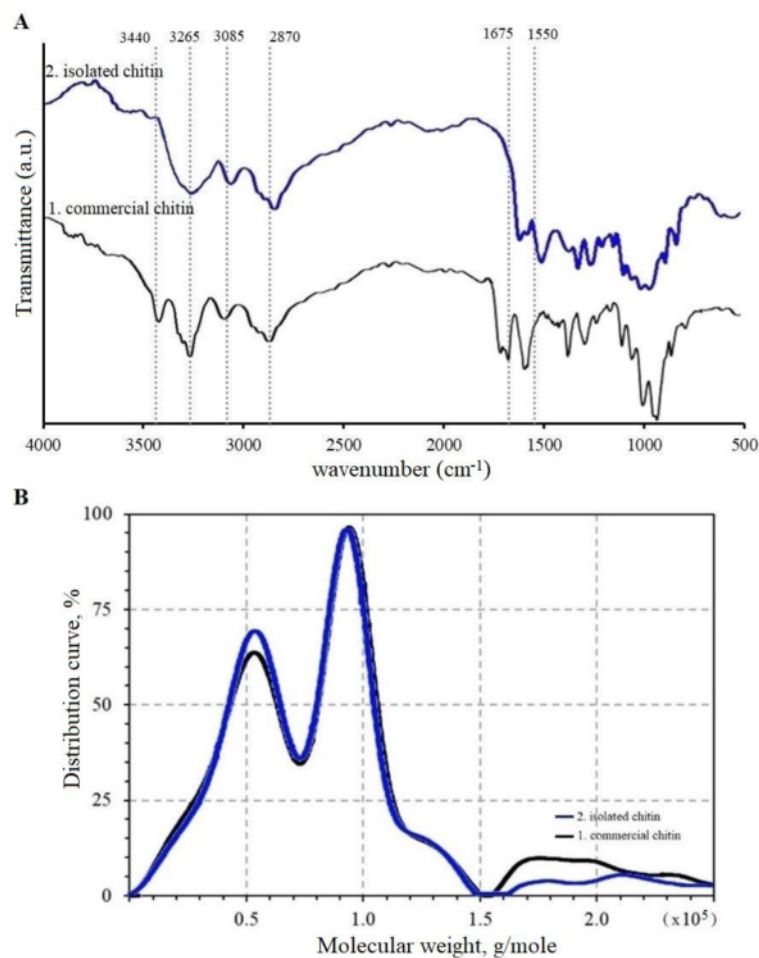 A
3440 3265 3085 2870 1675 1550
2. isolated chitin
1. commercial chitin
Transmittance (a.u.)
4000 3500 3000 2500 2000 1500 1000 500
wavenumber (cm⁻¹)
B
100
75
50
25
0
Distribution curve, %
2. isolated chitin
1. commercial chitin
0.5 1.0 1.5 2.0 (x10⁵)
Molecular weight, g/mole